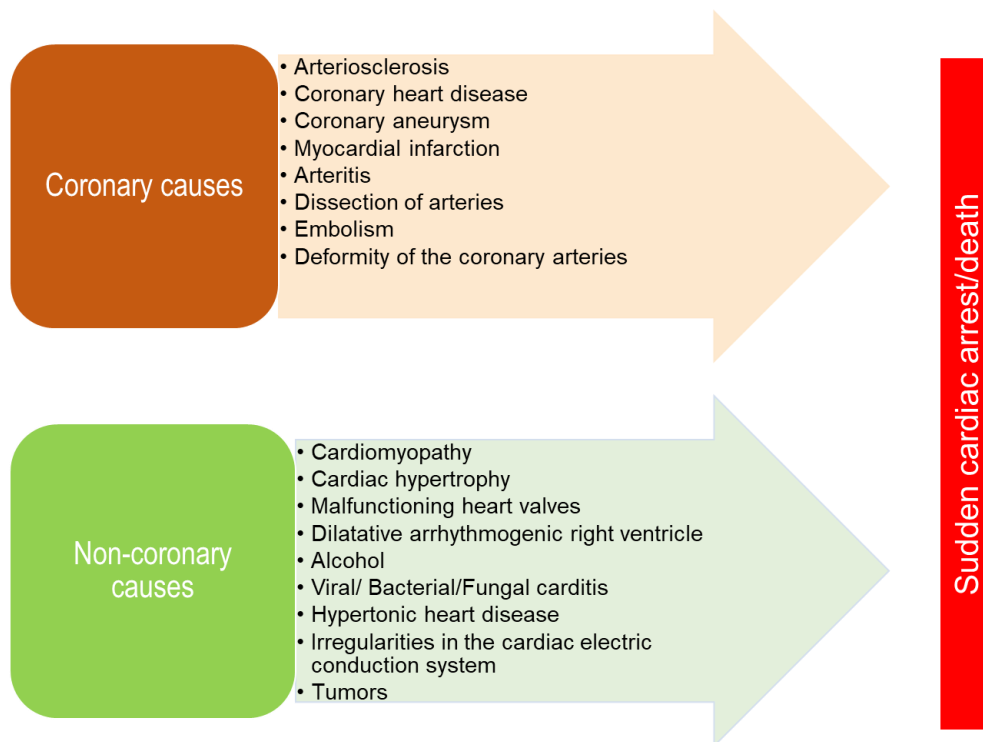 Coronary causes
• Arteriosclerosis
• Coronary heart disease
• Coronary aneurysm
• Myocardial infarction
• Arteritis
• Dissection of arteries
• Embolism
• Deformity of the coronary arteries
Non-coronary
causes
• Cardiomyopathy
• Cardiac hypertrophy
• Malfunctioning heart valves
• Dilatative arrhythmogenic right ventricle
• Alcohol
• Viral/ Bacterial/Fungal carditis
• Hypertonic heart disease
• Irregularities in the cardiac electric
conduction system
• Tumors
Sudden cardiac arrest/death